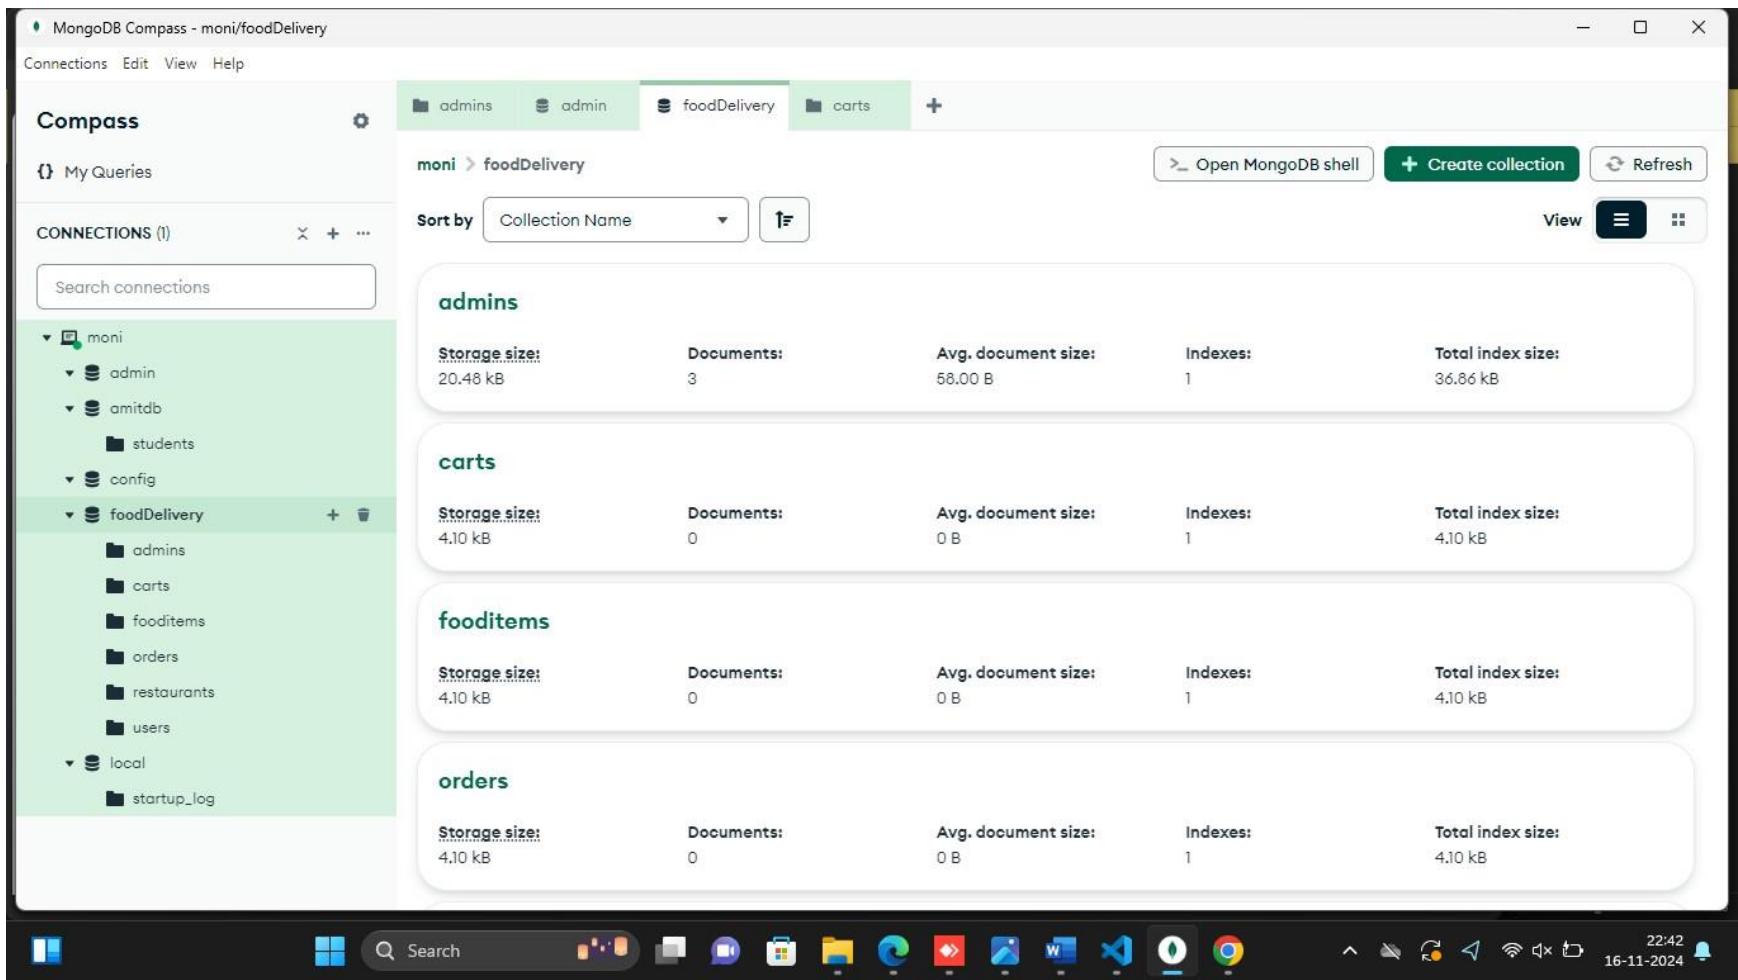 MongoDB Compass - moni/foodDelivery
Connections Edit View Help
Compass
{} My Queries
CONNECTIONS (1)
Search connections
moni
admin
amitdb
students
config
foodDelivery
admins
carts
fooditems
orders
restaurants
users
local
startup_log
admins admin foodDelivery carts
moni > foodDelivery
>_ Open MongoDB shell + Create collection Refresh
Sort by Collection Name View
admins
Storage size: Documents: Avg. document size: Indexes: Total index size:
20.48 kB 3 58.00 B 1 36.86 kB
carts
Storage size: Documents: Avg. document size: Indexes: Total index size:
4.10 kB 0 0 B 1 4.10 kB
fooditems
Storage size: Documents: Avg. document size: Indexes: Total index size:
4.10 kB 0 0 B 1 4.10 kB
orders
Storage size: Documents: Avg. document size: Indexes: Total index size:
4.10 kB 0 0 B 1 4.10 kB
Search
22:42
16-11-2024